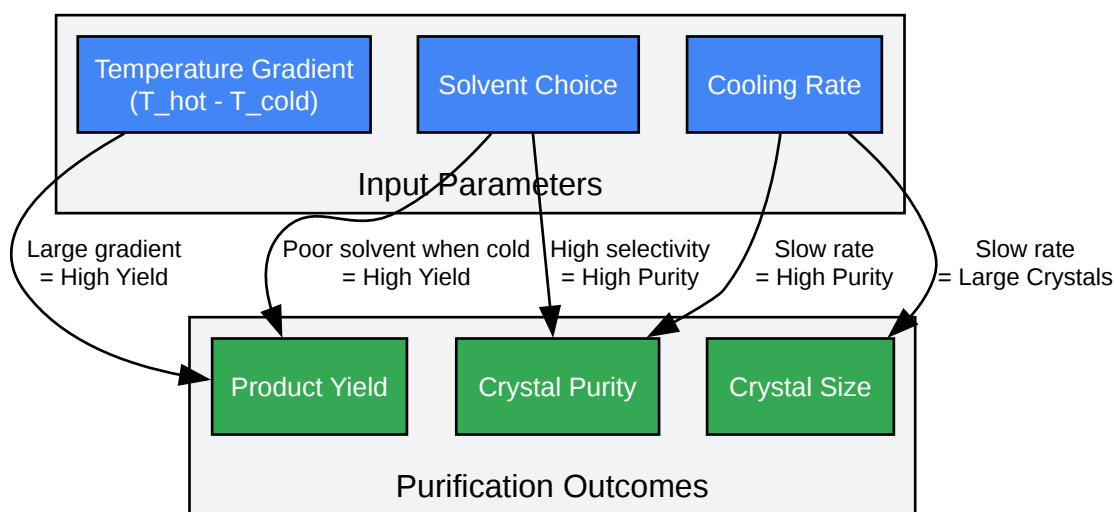 Temperature Gradient
(T_hot - T_cold)
Solvent Choice
Cooling Rate
Input Parameters
Large gradient
= High Yield
Poor solvent when cold
= High Yield
High selectivity
= High Purity
Slow rate
= High Purity
Slow rate
= Large Crystals
Product Yield
Crystal Purity
Crystal Size
Purification Outcomes